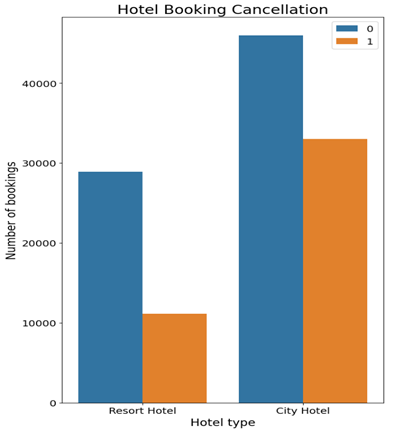 Hotel Booking Cancellation
0
1
Number of bookings
40000
30000
20000
10000
0
Resort Hotel
City Hotel
Hotel type